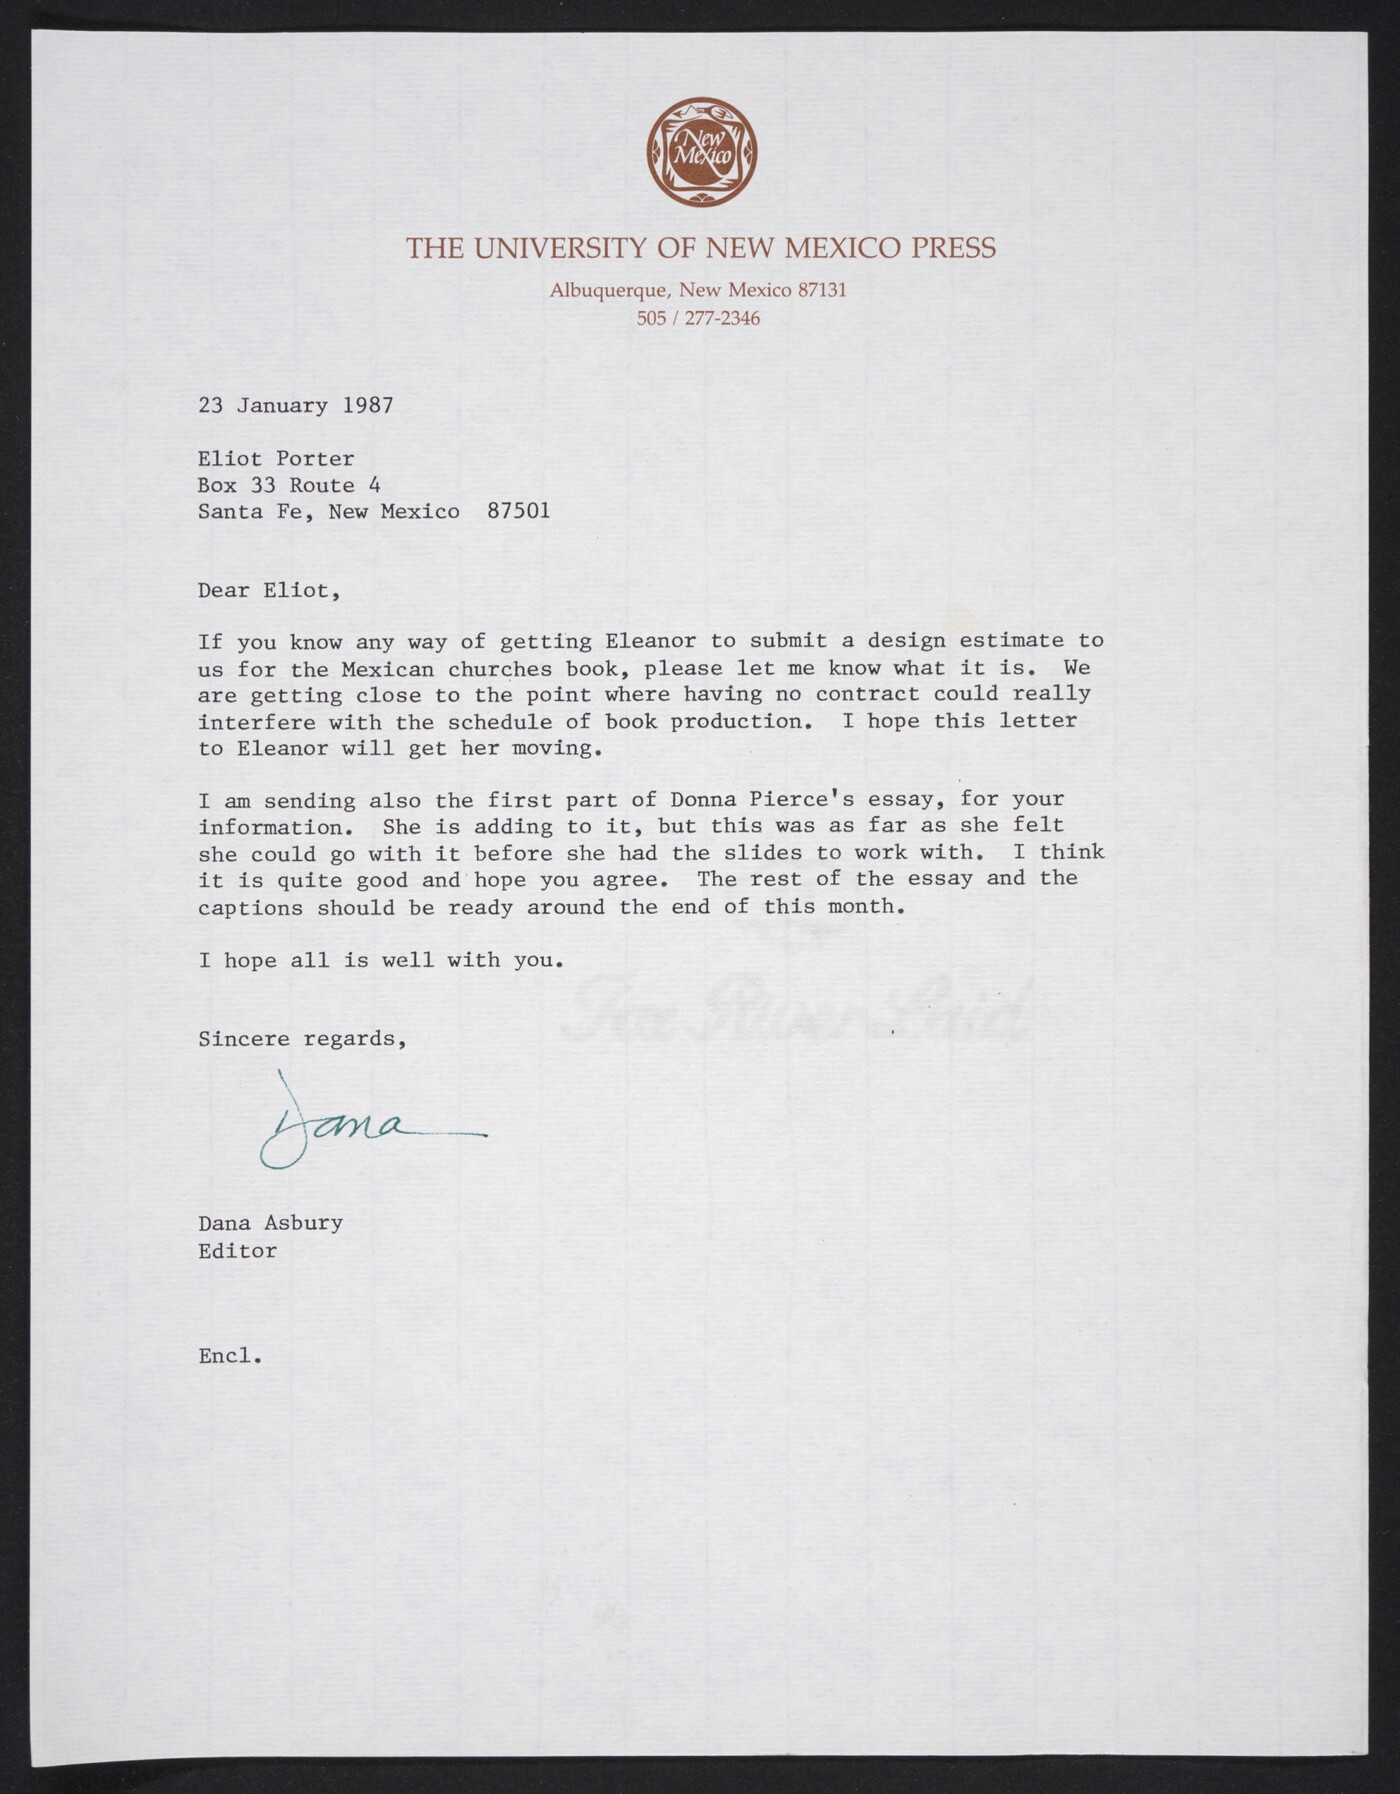 New
Mexico
THE UNIVERSITY OF NEW MEXICO PRESS
Albuquerque, New Mexico 87131
505 / 277-2346
23 January 1987
Eliot Porter
Box 33 Route 4
Santa Fe, New Mexico  87501
Dear Eliot,
If you know any way of getting Eleanor to submit a design estimate to
us for the Mexican churches book, please let me know what it is.  We
are getting close to the point where having no contract could really
interfere with the schedule of book production.  I hope this letter
to Eleanor will get her moving.
I am sending also the first part of Donna Pierce's essay, for your
information.  She is adding to it, but this was as far as she felt
she could go with it before she had the slides to work with.  I think
it is quite good and hope you agree.  The rest of the essay and the
captions should be ready around the end of this month.
I hope all is well with you.
Fox River Laid
Sincere regards,
Dana
Dana Asbury
Editor
Encl.